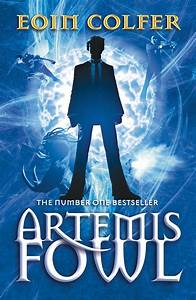 EOIN COLFER
THE NUMBER ONE BESTSELLER
ARTEMIS
FOWL